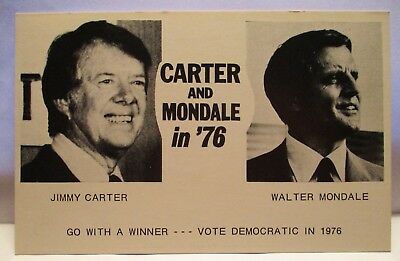 CARTER
AND
MONDALE
in '76
JIMMY CARTER
WALTER MONDALE
GO WITH A WINNER --- VOTE DEMOCRATIC IN 1976